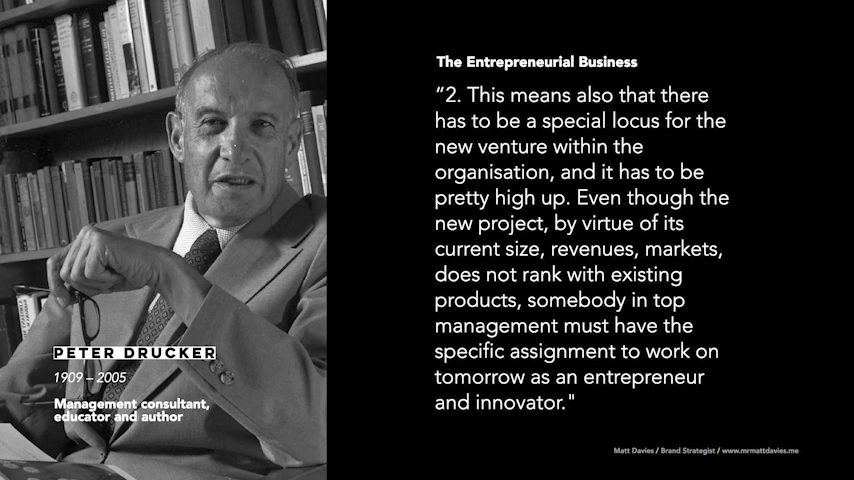 PETER DRUCKER
1909 – 2005
Management consultant,
educator and author
The Entrepreneurial Business
“2. This means also that there
has to be a special locus for the
new venture within the
organisation, and it has to be
pretty high up. Even though the
new project, by virtue of its
current size, revenues, markets,
does not rank with existing
products, somebody in top
management must have the
specific assignment to work on
tomorrow as an entrepreneur
and innovator."
Matt Davies / Brand Strategist / www.mrmattdavies.me